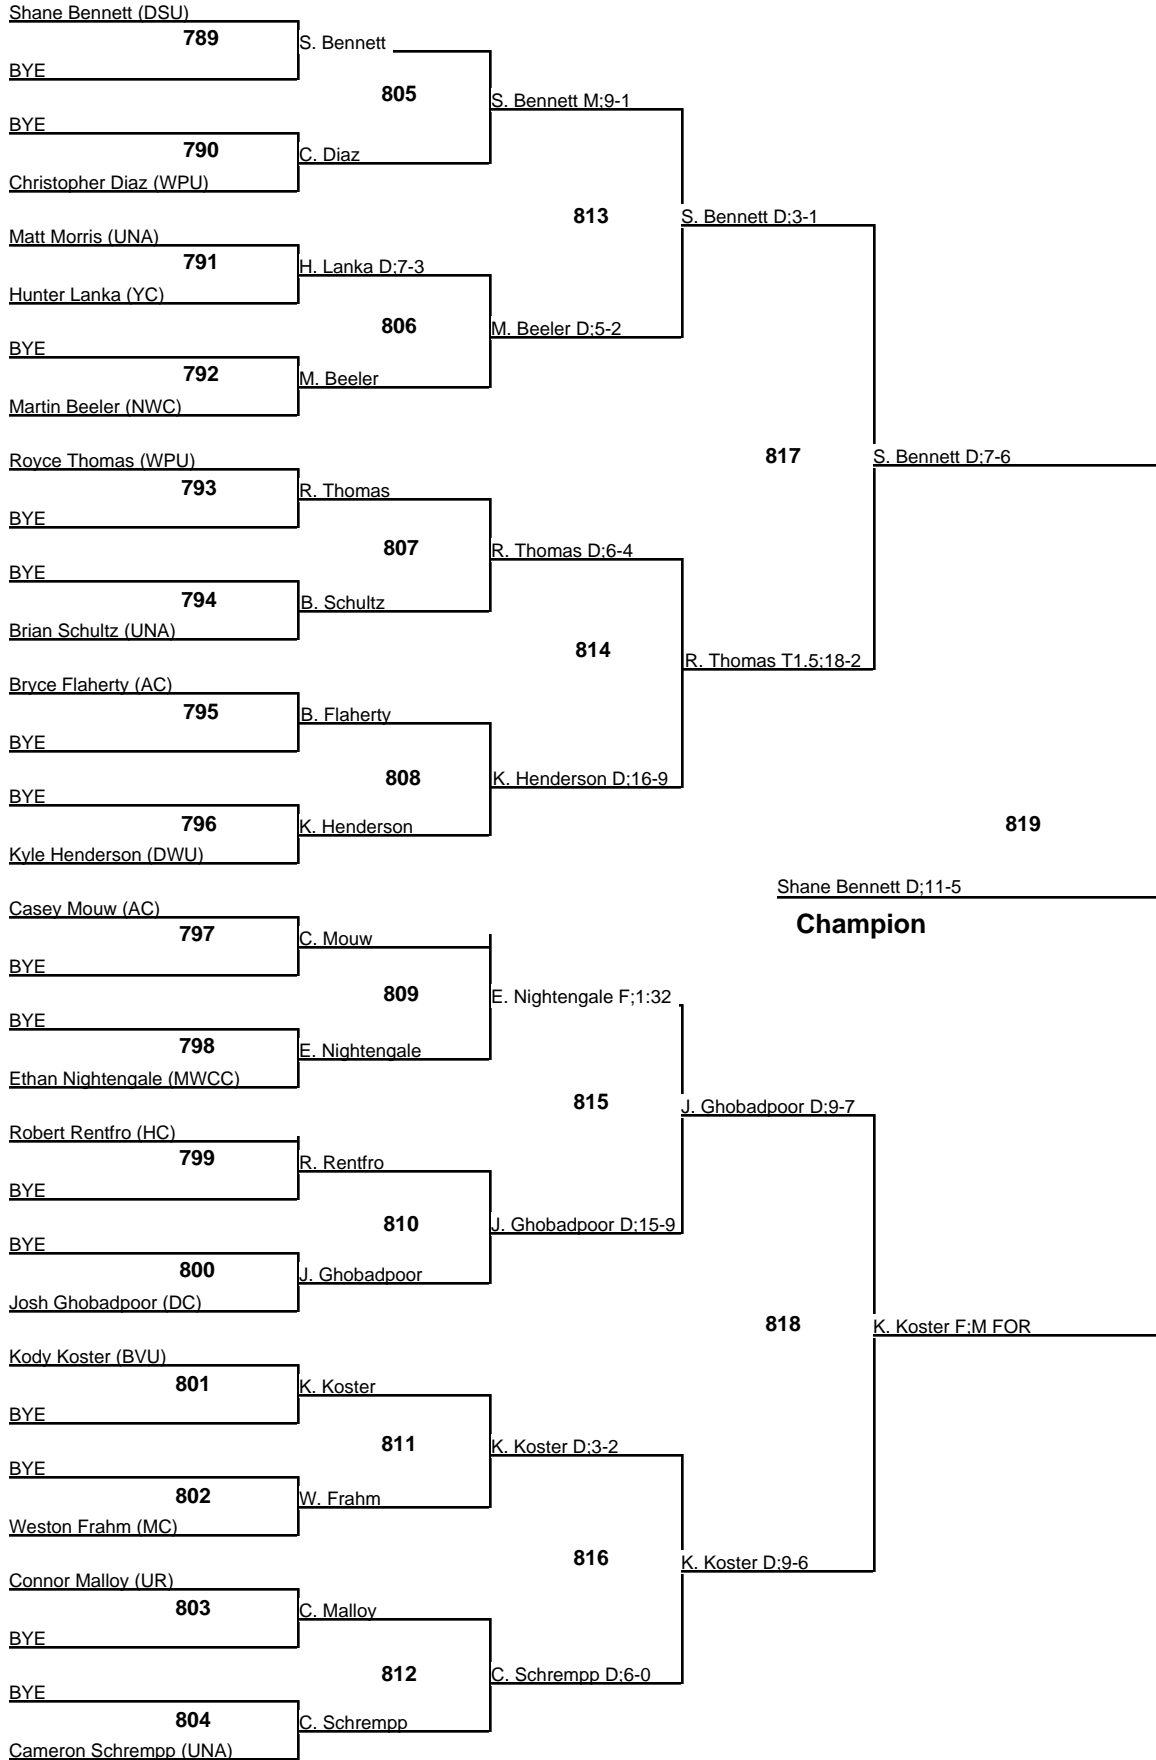 Shane Bennett (DSU)
789
S. Bennett
BYE
805
S. Bennett M;9-1
BYE
790
C. Diaz
Christopher Diaz (WPU)
813
S. Bennett D;3-1
Matt Morris (UNA)
791
H. Lanka D;7-3
Hunter Lanka (YC)
806
M. Beeler D;5-2
BYE
792
M. Beeler
Martin Beeler (NWC)
817
S. Bennett D;7-6
Royce Thomas (WPU)
793
R. Thomas
BYE
807
R. Thomas D;6-4
BYE
794
B. Schultz
Brian Schultz (UNA)
814
R. Thomas T1.5;18-2
Bryce Flaherty (AC)
795
B. Flaherty
BYE
808
K. Henderson D;16-9
BYE
796
K. Henderson
819
Kyle Henderson (DWU)
Shane Bennett D;11-5
Champion
Casey Mouw (AC)
797
C. Mouw
BYE
809
E. Nightengale F;1:32
BYE
798
E. Nightengale
Ethan Nightengale (MWCC)
815
J. Ghobadpoor D;9-7
Robert Rentfro (HC)
799
R. Rentfro
BYE
810
J. Ghobadpoor D;15-9
BYE
800
J. Ghobadpoor
Josh Ghobadpoor (DC)
818
K. Koster F;M FOR
Kody Koster (BVU)
801
K. Koster
BYE
811
K. Koster D;3-2
BYE
802
W. Frahm
Weston Frahm (MC)
816
K. Koster D;9-6
Connor Malloy (UR)
803
C. Malloy
BYE
812
C. Schrempp D;6-0
BYE
804
C. Schrempp
Cameron Schrempp (UNA)